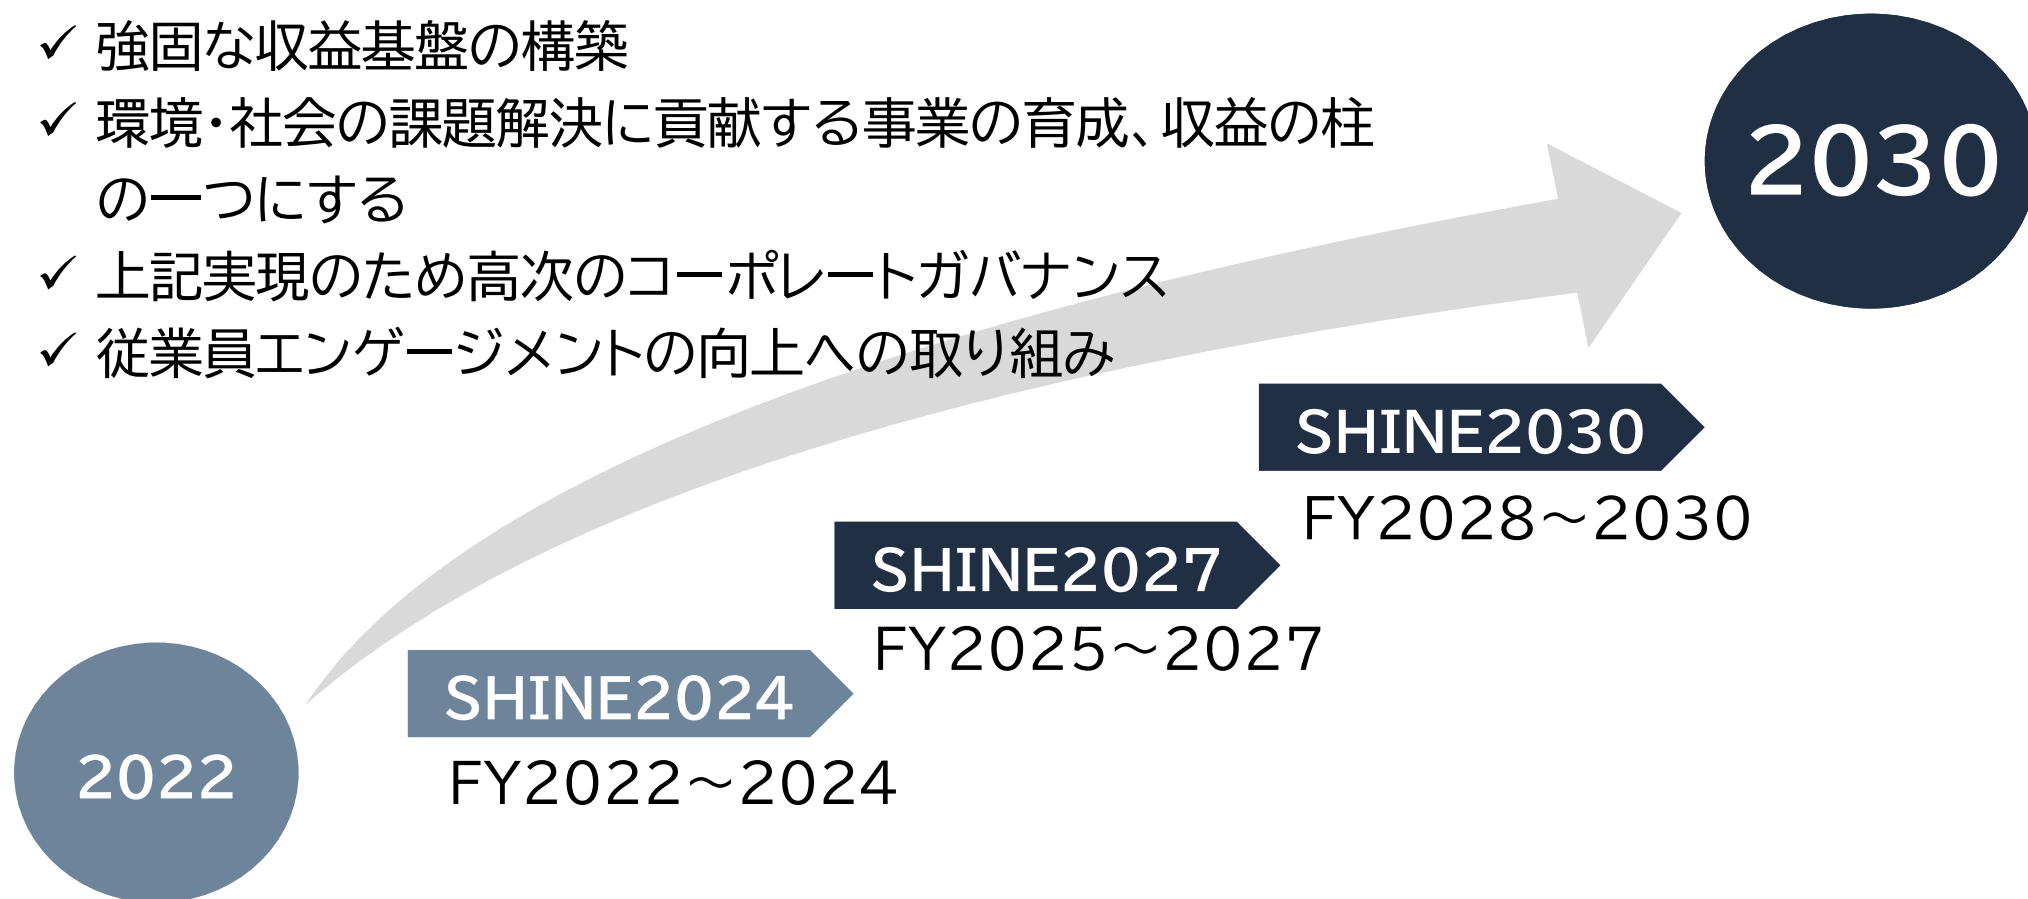 ✓ 強固な収益基盤の構築
✓ 環境・社会の課題解決に貢献する事業の育成、収益の柱
の一つにする
✓ 上記実現のため高次のコーポレートガバナンス
✓ 従業員エンゲージメントの向上への取り組み
2030
SHINE2030
FY2028～2030
SHINE2027
FY2025～2027
SHINE2024
FY2022～2024
2022